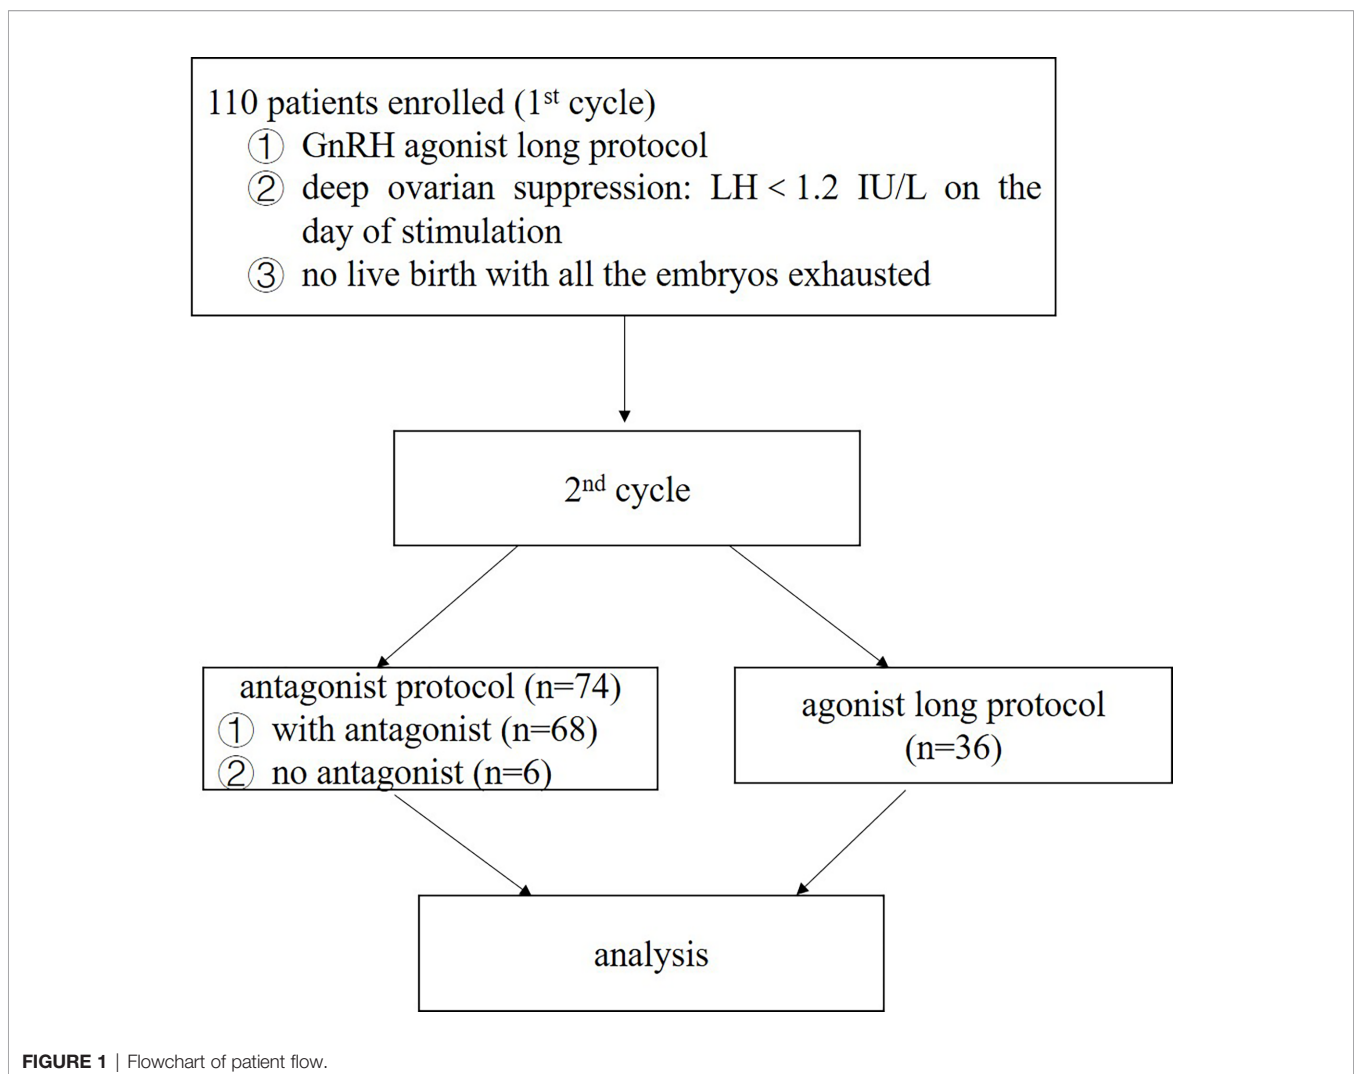 110 patients enrolled (1st cycle)
① GnRH agonist long protocol
② deep ovarian suppression: LH < 1.2 IU/L on the
day of stimulation
③ no live birth with all the embryos exhausted
2nd cycle
antagonist protocol (n=74)
① with antagonist (n=68)
② no antagonist (n=6)
agonist long protocol
(n=36)
analysis
FIGURE 1 | Flowchart of patient flow.